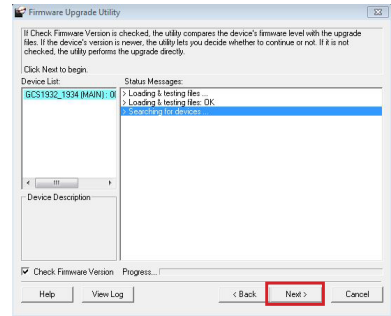 Firmware Upgrade Utility
If Check Firmware Version is checked, the utility compares the device's firmware level with the upgrade
files. If the device's version is newer, the utility lets you decide whether to continue or not. If it is not
checked, the utility performs the upgrade directly.
Click Next to begin.
Device List: Status Messages:
GCS1932_1934 (MAIN) : 00
> Loading & testing files ...
> Loading & testing files: OK
> Searching for devices ...
Device Description
Check Firmware Version Progress...
Help View Log < Back Next > Cancel